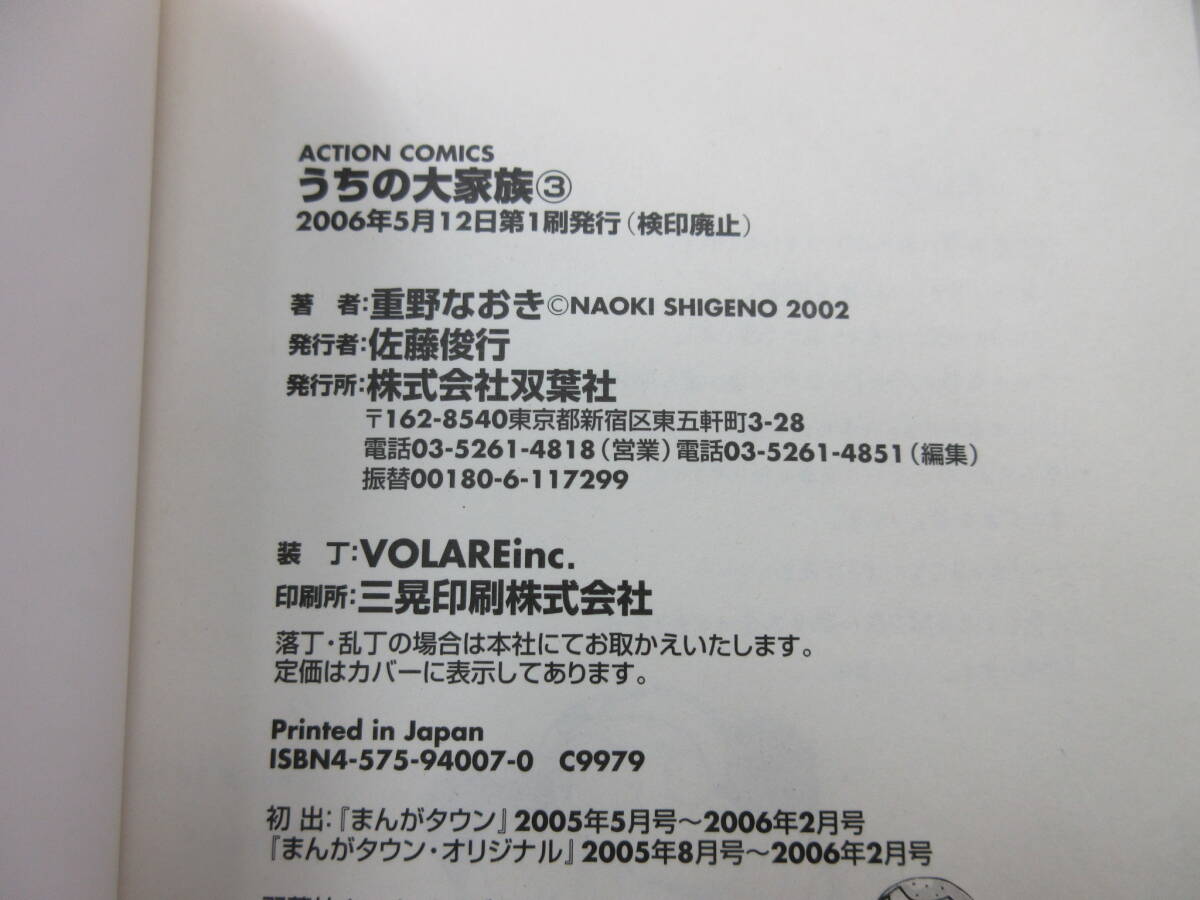 ACTION COMICS
うちの大家族③
2006年5月12日第1刷発行(検印廃止)
著　者:重野なおき©NAOKI SHIGENO 2002
発行者:佐藤俊行
発行所:株式会社双葉社
〒162-8540東京都新宿区東五軒町3-28
電話03-5261-4818(営業)電話03-5261-4851(編集)
振替00180-6-117299
装　丁:VOLAREinc.
印刷所:三晃印刷株式会社
落丁・乱丁の場合は本社にてお取かえいたします。
定価はカバーに表示してあります。
Printed in Japan
ISBN4-575-94007-0　C9979
初 出:『まんがタウン』2005年5月号〜2006年2月号
『まんがタウン・オリジナル』2005年8月号〜2006年2月号